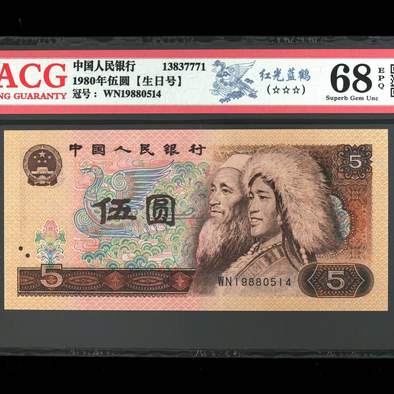 ACG
NG GUARANTY
中国人民银行 13837771
1980年伍圆【生日号】
冠号: WN19880514
红光蓝鹤
(☆☆☆)
68
EPQ
Superb Gem Unc
中国人民银行
5
伍圆
5
WN19880514
5